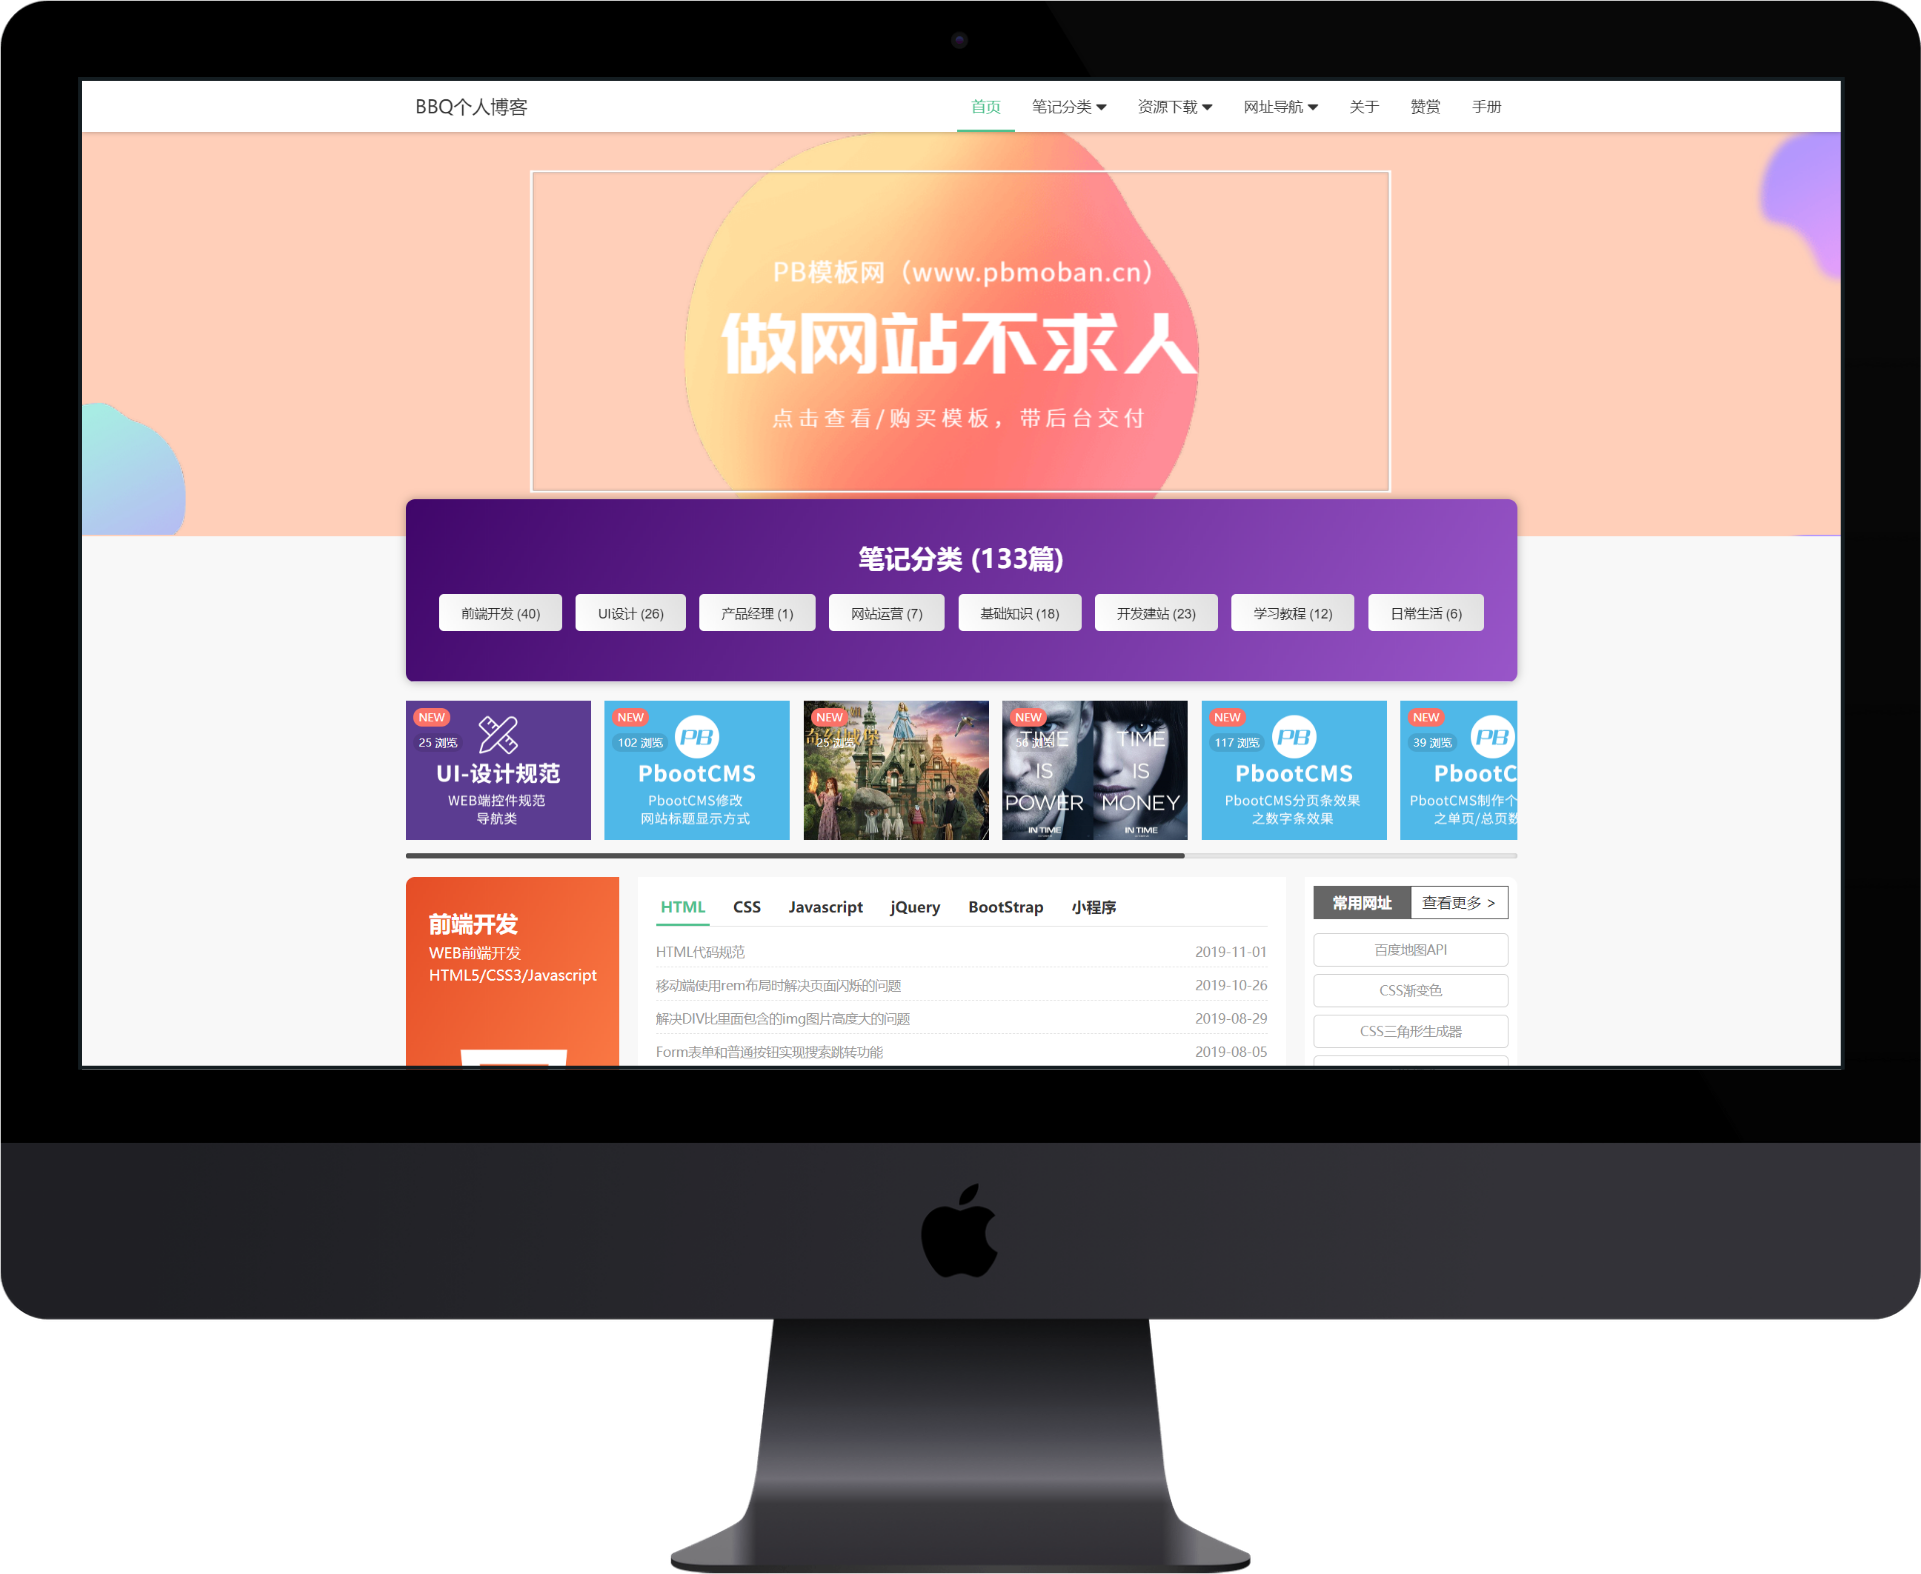 BBQ个人博客
首页 笔记分类 资源下载 网址导航 关于 赞赏 手册
PB模板网（www.pbmoban.cn）
做网站不求人
点击查看/购买模板，带后台交付
笔记分类 (133篇)
前端开发 (40) UI设计 (26) 产品经理 (1) 网站运营 (7) 基础知识 (18) 开发建站 (23) 学习教程 (12) 日常生活 (6)
NEW
25 浏览
UI-设计规范
WEB端控件规范
导航类
NEW
102 浏览
PB
PbootCMS
PbootCMS修改
网站标题显示方式
NEW
25 浏览
NEW
56 浏览
TIME IS POWER
IN TIME
TIME IS MONEY
IN TIME
NEW
117 浏览
PB
PbootCMS
PbootCMS分页条效果
之数字条效果
NEW
39 浏览
PB
PbootC
PbootCMS制作个
之单页/总页数
前端开发
WEB前端开发
HTML5/CSS3/Javascript
HTML CSS Javascript jQuery BootStrap 小程序
HTML代码规范 2019-11-01
移动端使用rem布局时解决页面闪烁的问题 2019-10-26
解决DIV比里面包含的img图片高度大的问题 2019-08-29
Form表单和普通按钮实现搜索跳转功能 2019-08-05
常用网址 查看更多 >
百度地图API
CSS渐变色
CSS三角形生成器